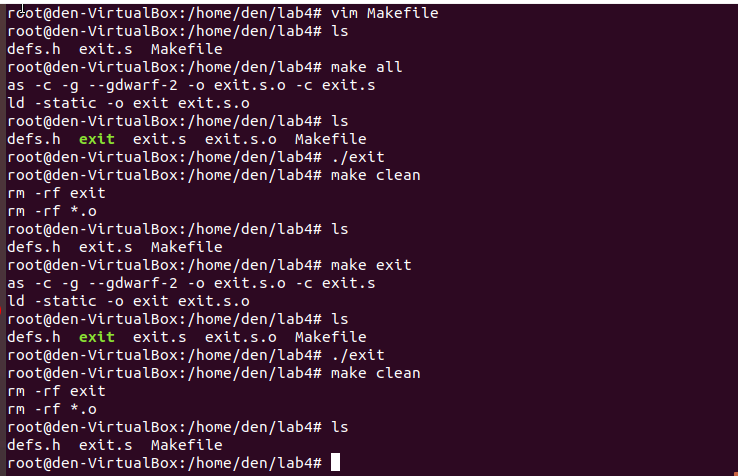 root@den-VirtualBox:/home/den/lab4# vim Makefile
root@den-VirtualBox:/home/den/lab4# ls
defs.h  exit.s  Makefile
root@den-VirtualBox:/home/den/lab4# make all
as -c -g --gdwarf-2 -o exit.s.o -c exit.s
ld -static -o exit exit.s.o
root@den-VirtualBox:/home/den/lab4# ls
defs.h  exit  exit.s  exit.s.o  Makefile
root@den-VirtualBox:/home/den/lab4# ./exit
root@den-VirtualBox:/home/den/lab4# make clean
rm -rf exit
rm -rf *.o
root@den-VirtualBox:/home/den/lab4# ls
defs.h  exit.s  Makefile
root@den-VirtualBox:/home/den/lab4# make exit
as -c -g --gdwarf-2 -o exit.s.o -c exit.s
ld -static -o exit exit.s.o
root@den-VirtualBox:/home/den/lab4# ls
defs.h  exit  exit.s  exit.s.o  Makefile
root@den-VirtualBox:/home/den/lab4# ./exit
root@den-VirtualBox:/home/den/lab4# make clean
rm -rf exit
rm -rf *.o
root@den-VirtualBox:/home/den/lab4# ls
defs.h  exit.s  Makefile
root@den-VirtualBox:/home/den/lab4#